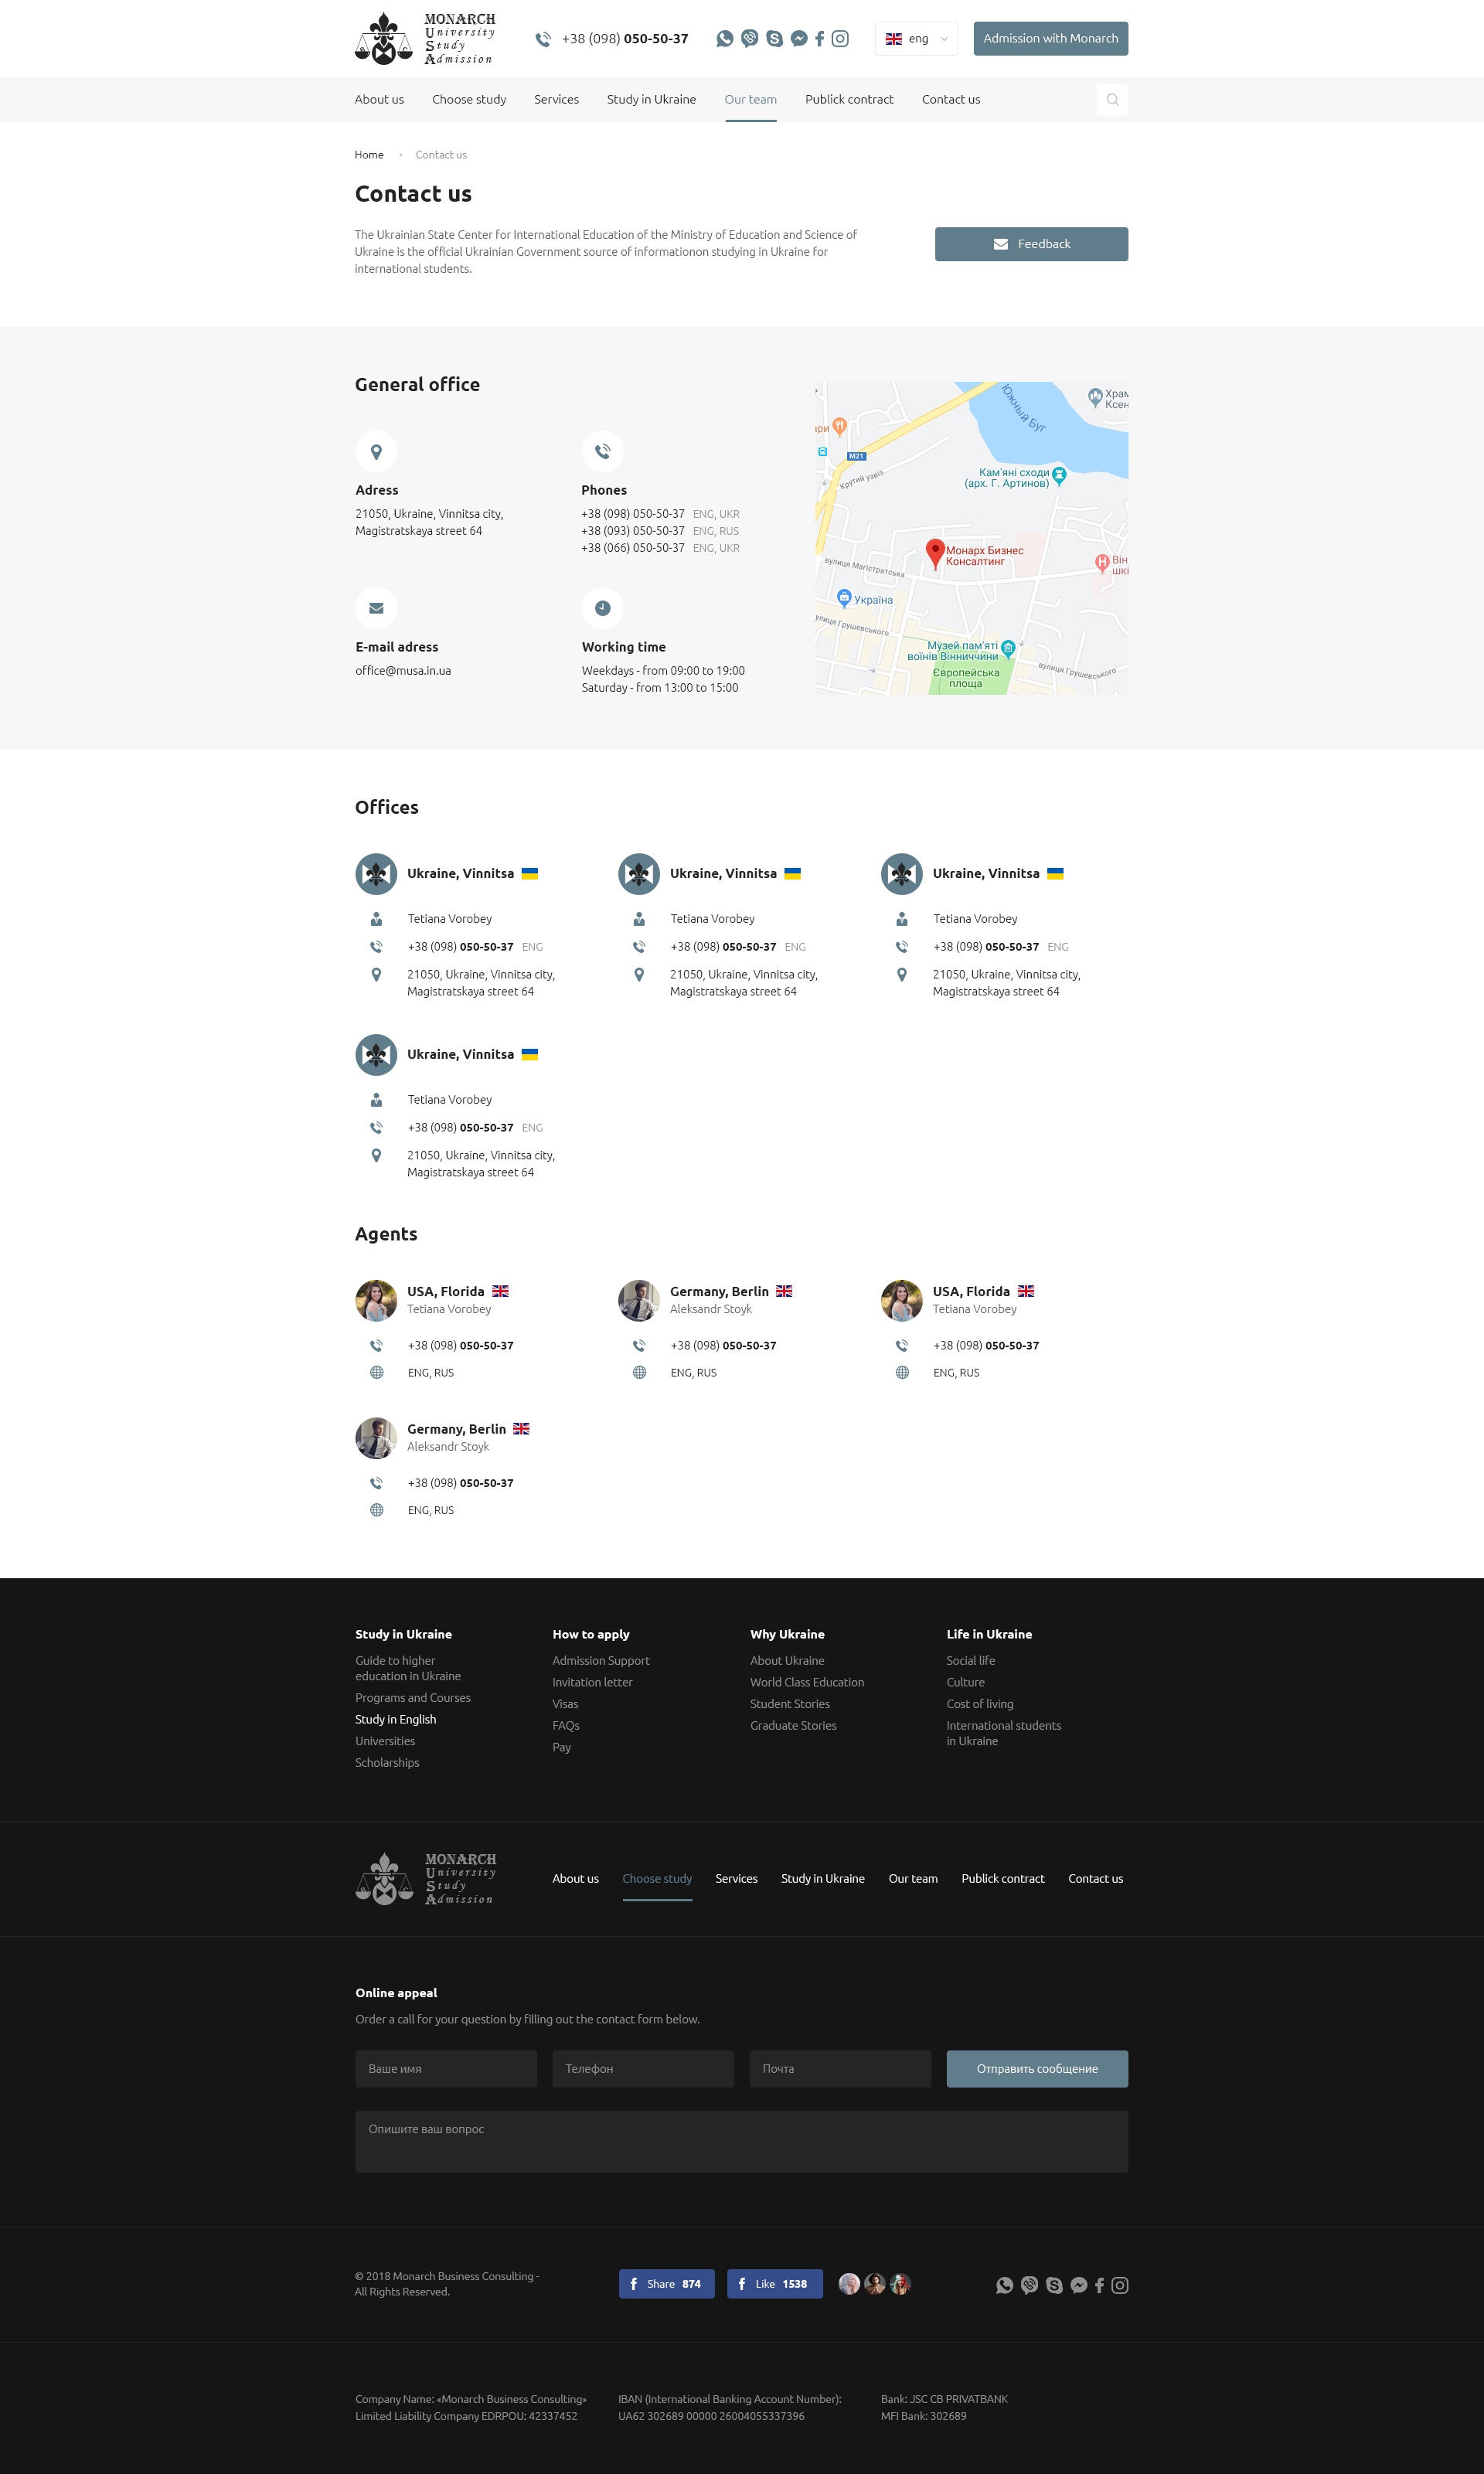 MONARCH
University
Study
Admission
+38 (098) 050-50-37
eng
Admission with Monarch
About us
Choose study
Services
Study in Ukraine
Our team
Publick contract
Contact us
Home
Contact us
Contact us
The Ukrainian State Center for International Education of the Ministry of Education and Science of
Ukraine is the official Ukrainian Government source of informationon studying in Ukraine for
international students.
Feedback
General office
Adress
21050, Ukraine, Vinnitsa city,
Magistratskaya street 64
Phones
+38 (098) 050-50-37 ENG, UKR
+38 (093) 050-50-37 ENG, RUS
+38 (066) 050-50-37 ENG, UKR
E-mail adress
office@musa.in.ua
Working time
Weekdays - from 09:00 to 19:00
Saturday - from 13:00 to 15:00
Южный Буг
Храм
Ксен
ари
M21
Крутий узвіз
Кам'яні сходи
(арх. Г. Артинов)
Монарх Бизнес
Консалтинг
вулиця Магістратська
Він
шкі
Україна
вулиця Грушевського
Музей пам'яті
воїнів Вінниччини
Європейська
площа
вулиця Грушевського
Offices
Ukraine, Vinnitsa
Tetiana Vorobey
+38 (098) 050-50-37 ENG
21050, Ukraine, Vinnitsa city,
Magistratskaya street 64
Ukraine, Vinnitsa
Tetiana Vorobey
+38 (098) 050-50-37 ENG
21050, Ukraine, Vinnitsa city,
Magistratskaya street 64
Ukraine, Vinnitsa
Tetiana Vorobey
+38 (098) 050-50-37 ENG
21050, Ukraine, Vinnitsa city,
Magistratskaya street 64
Ukraine, Vinnitsa
Tetiana Vorobey
+38 (098) 050-50-37 ENG
21050, Ukraine, Vinnitsa city,
Magistratskaya street 64
Agents
USA, Florida
Tetiana Vorobey
+38 (098) 050-50-37
ENG, RUS
Germany, Berlin
Aleksandr Stoyk
+38 (098) 050-50-37
ENG, RUS
USA, Florida
Tetiana Vorobey
+38 (098) 050-50-37
ENG, RUS
Germany, Berlin
Aleksandr Stoyk
+38 (098) 050-50-37
ENG, RUS
Study in Ukraine
Guide to higher
education in Ukraine
Programs and Courses
Study in English
Universities
Scholarships
How to apply
Admission Support
Invitation letter
Visas
FAQs
Pay
Why Ukraine
About Ukraine
World Class Education
Student Stories
Graduate Stories
Life in Ukraine
Social life
Culture
Cost of living
International students
in Ukraine
MONARCH
University
Study
Admission
About us
Choose study
Services
Study in Ukraine
Our team
Publick contract
Contact us
Online appeal
Order a call for your question by filling out the contact form below.
Ваше имя
Телефон
Почта
Отправить сообщение
Опишите ваш вопрос
© 2018 Monarch Business Consulting -
All Rights Reserved.
Share 874
Like 1538
Company Name: «Monarch Business Consulting»
Limited Liability Company EDRPOU: 42337452
IBAN (International Banking Account Number):
UA62 302689 00000 26004055337396
Bank: JSC CB PRIVATBANK
MFI Bank: 302689